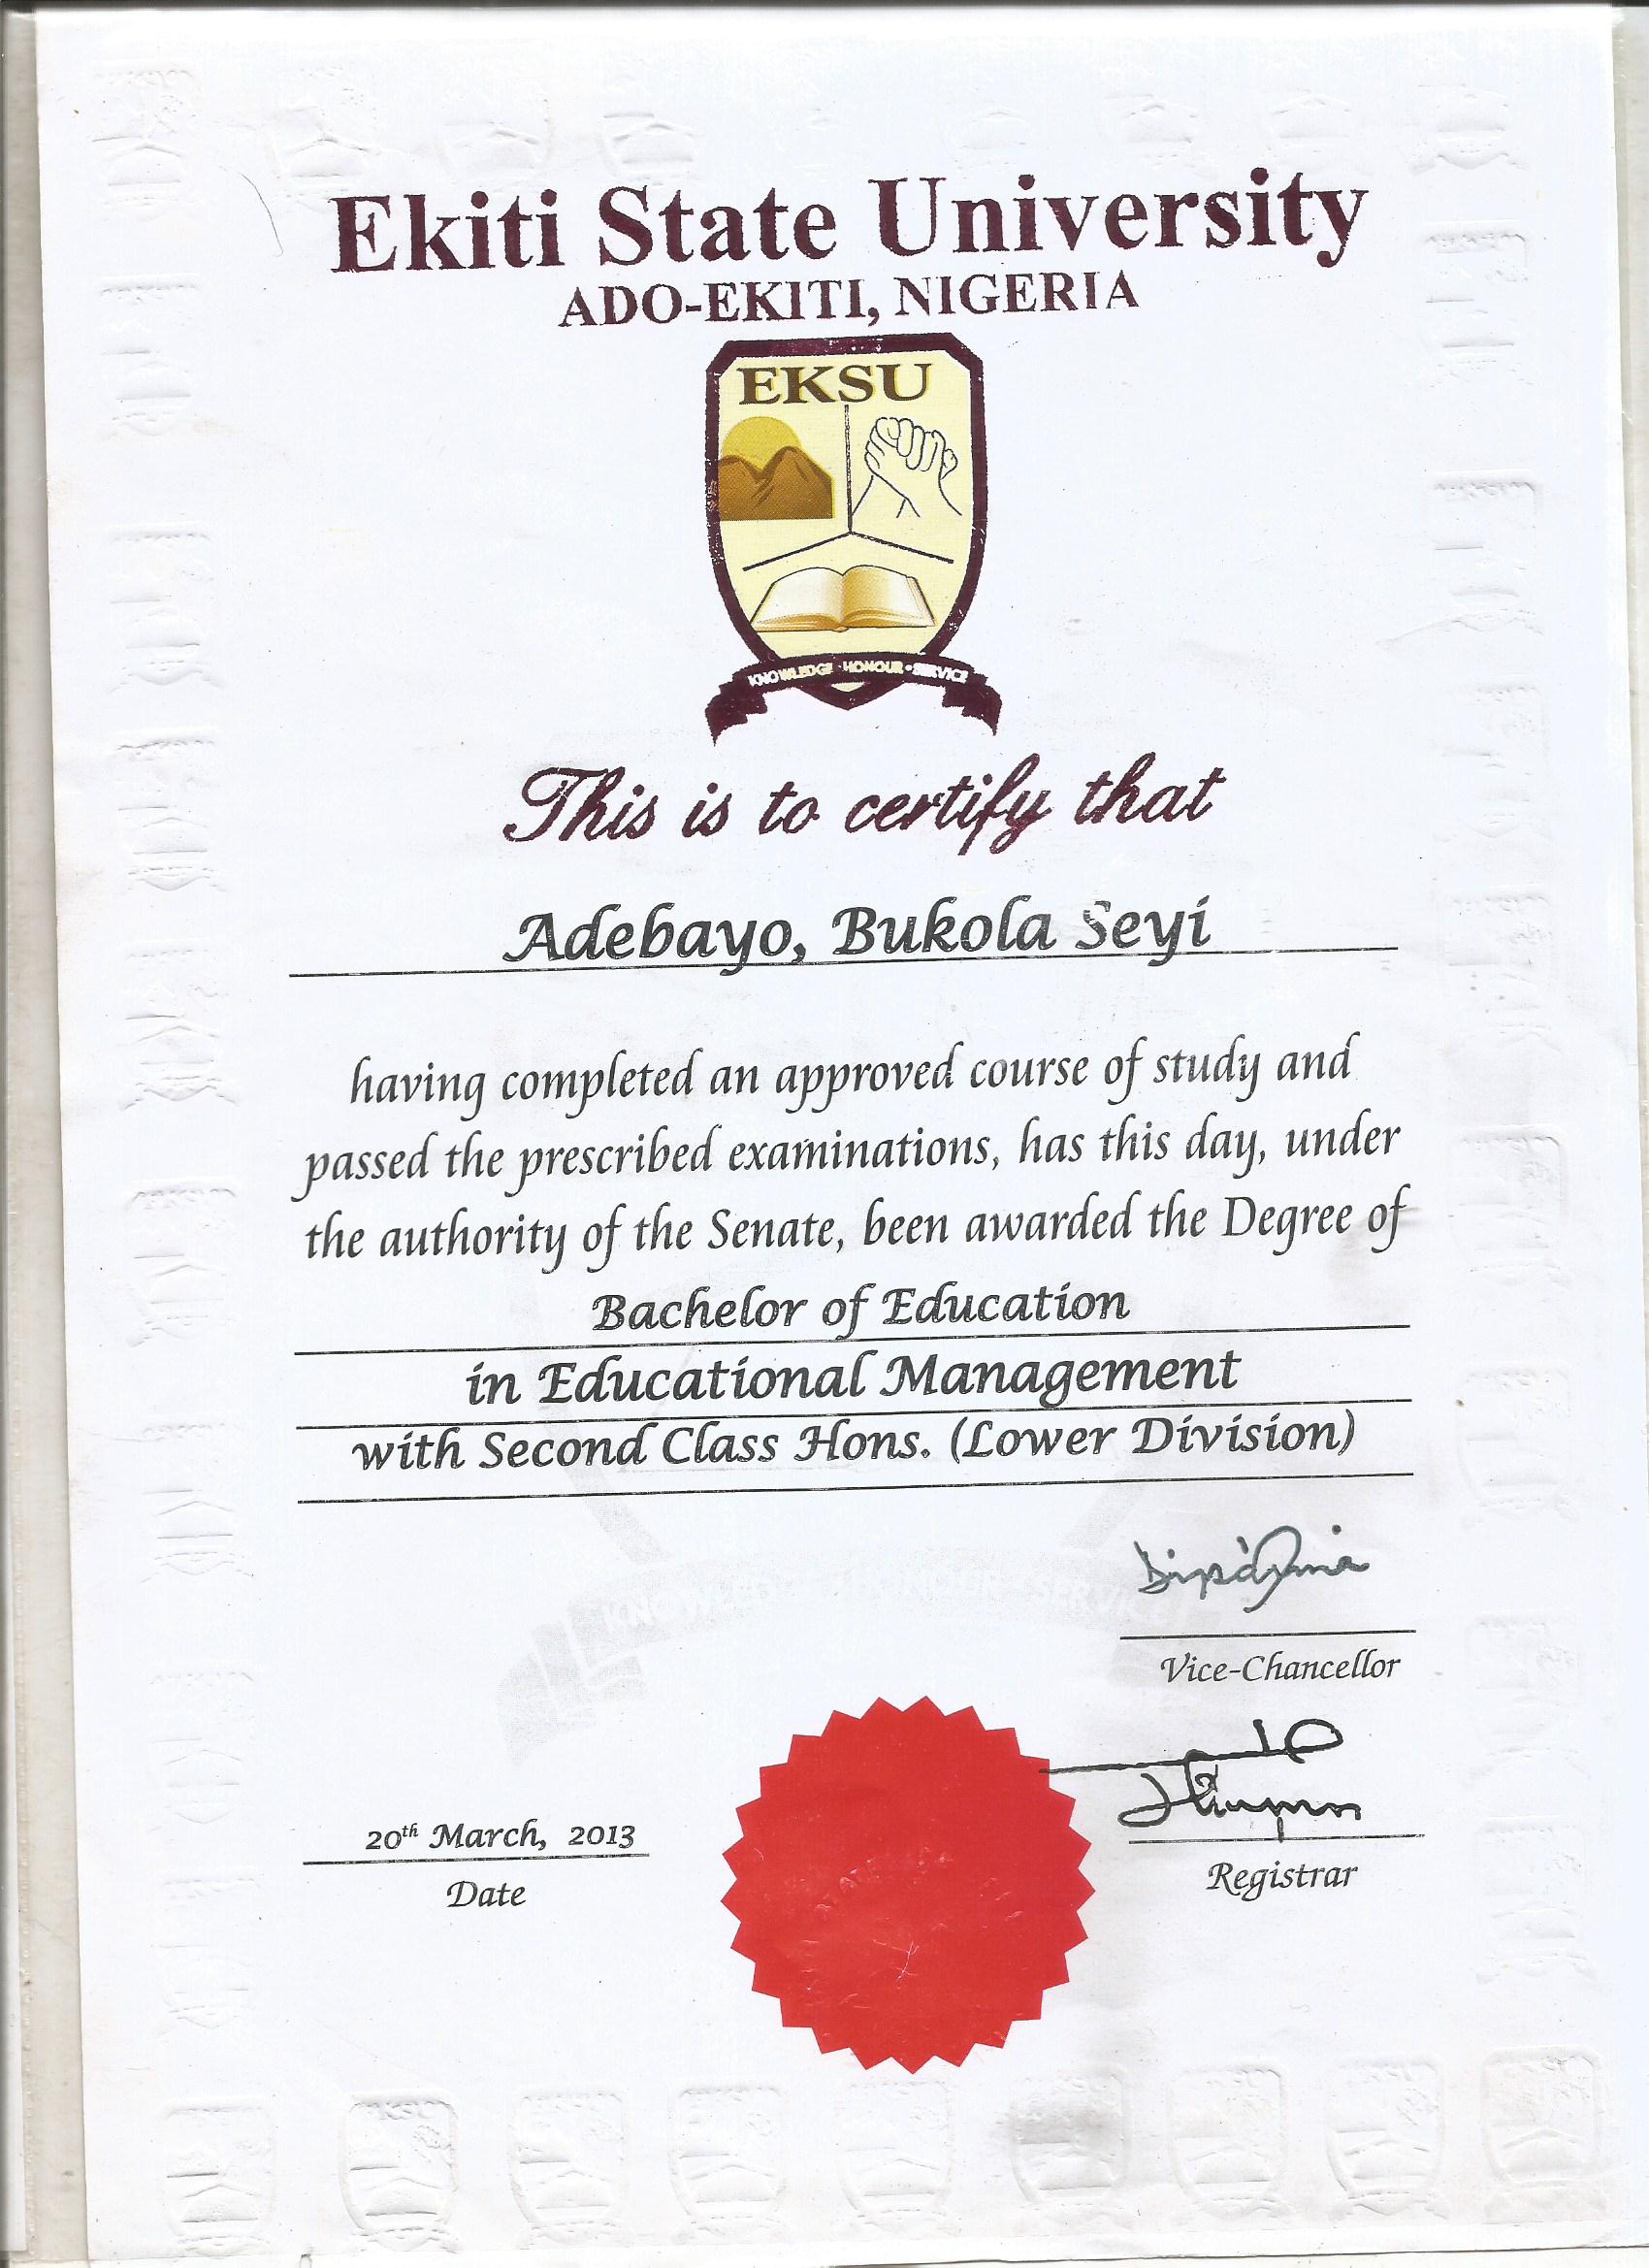 Ekiti State University
ADO-EKITI, NIGERIA
EKSU
KNOWLEDGE · HONOUR · SERVICE
This is to certify that
Adebayo, Bukola Seyi
having completed an approved course of study and
passed the prescribed examinations, has this day, under
the authority of the Senate, been awarded the Degree of
Bachelor of Education
in Educational Management
with Second Class Hons. (Lower Division)
Vice-Chancellor
20th March, 2013
Date
Registrar